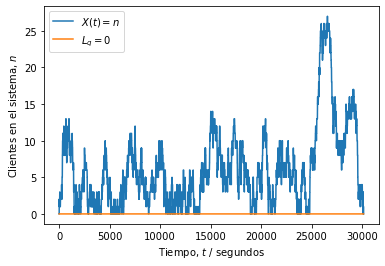 X(t) = n
L_q = 0
Clientes en el sistema, n
25
20
15
10
5
0
0 5000 10000 15000 20000 25000 30000
Tiempo, t / segundos